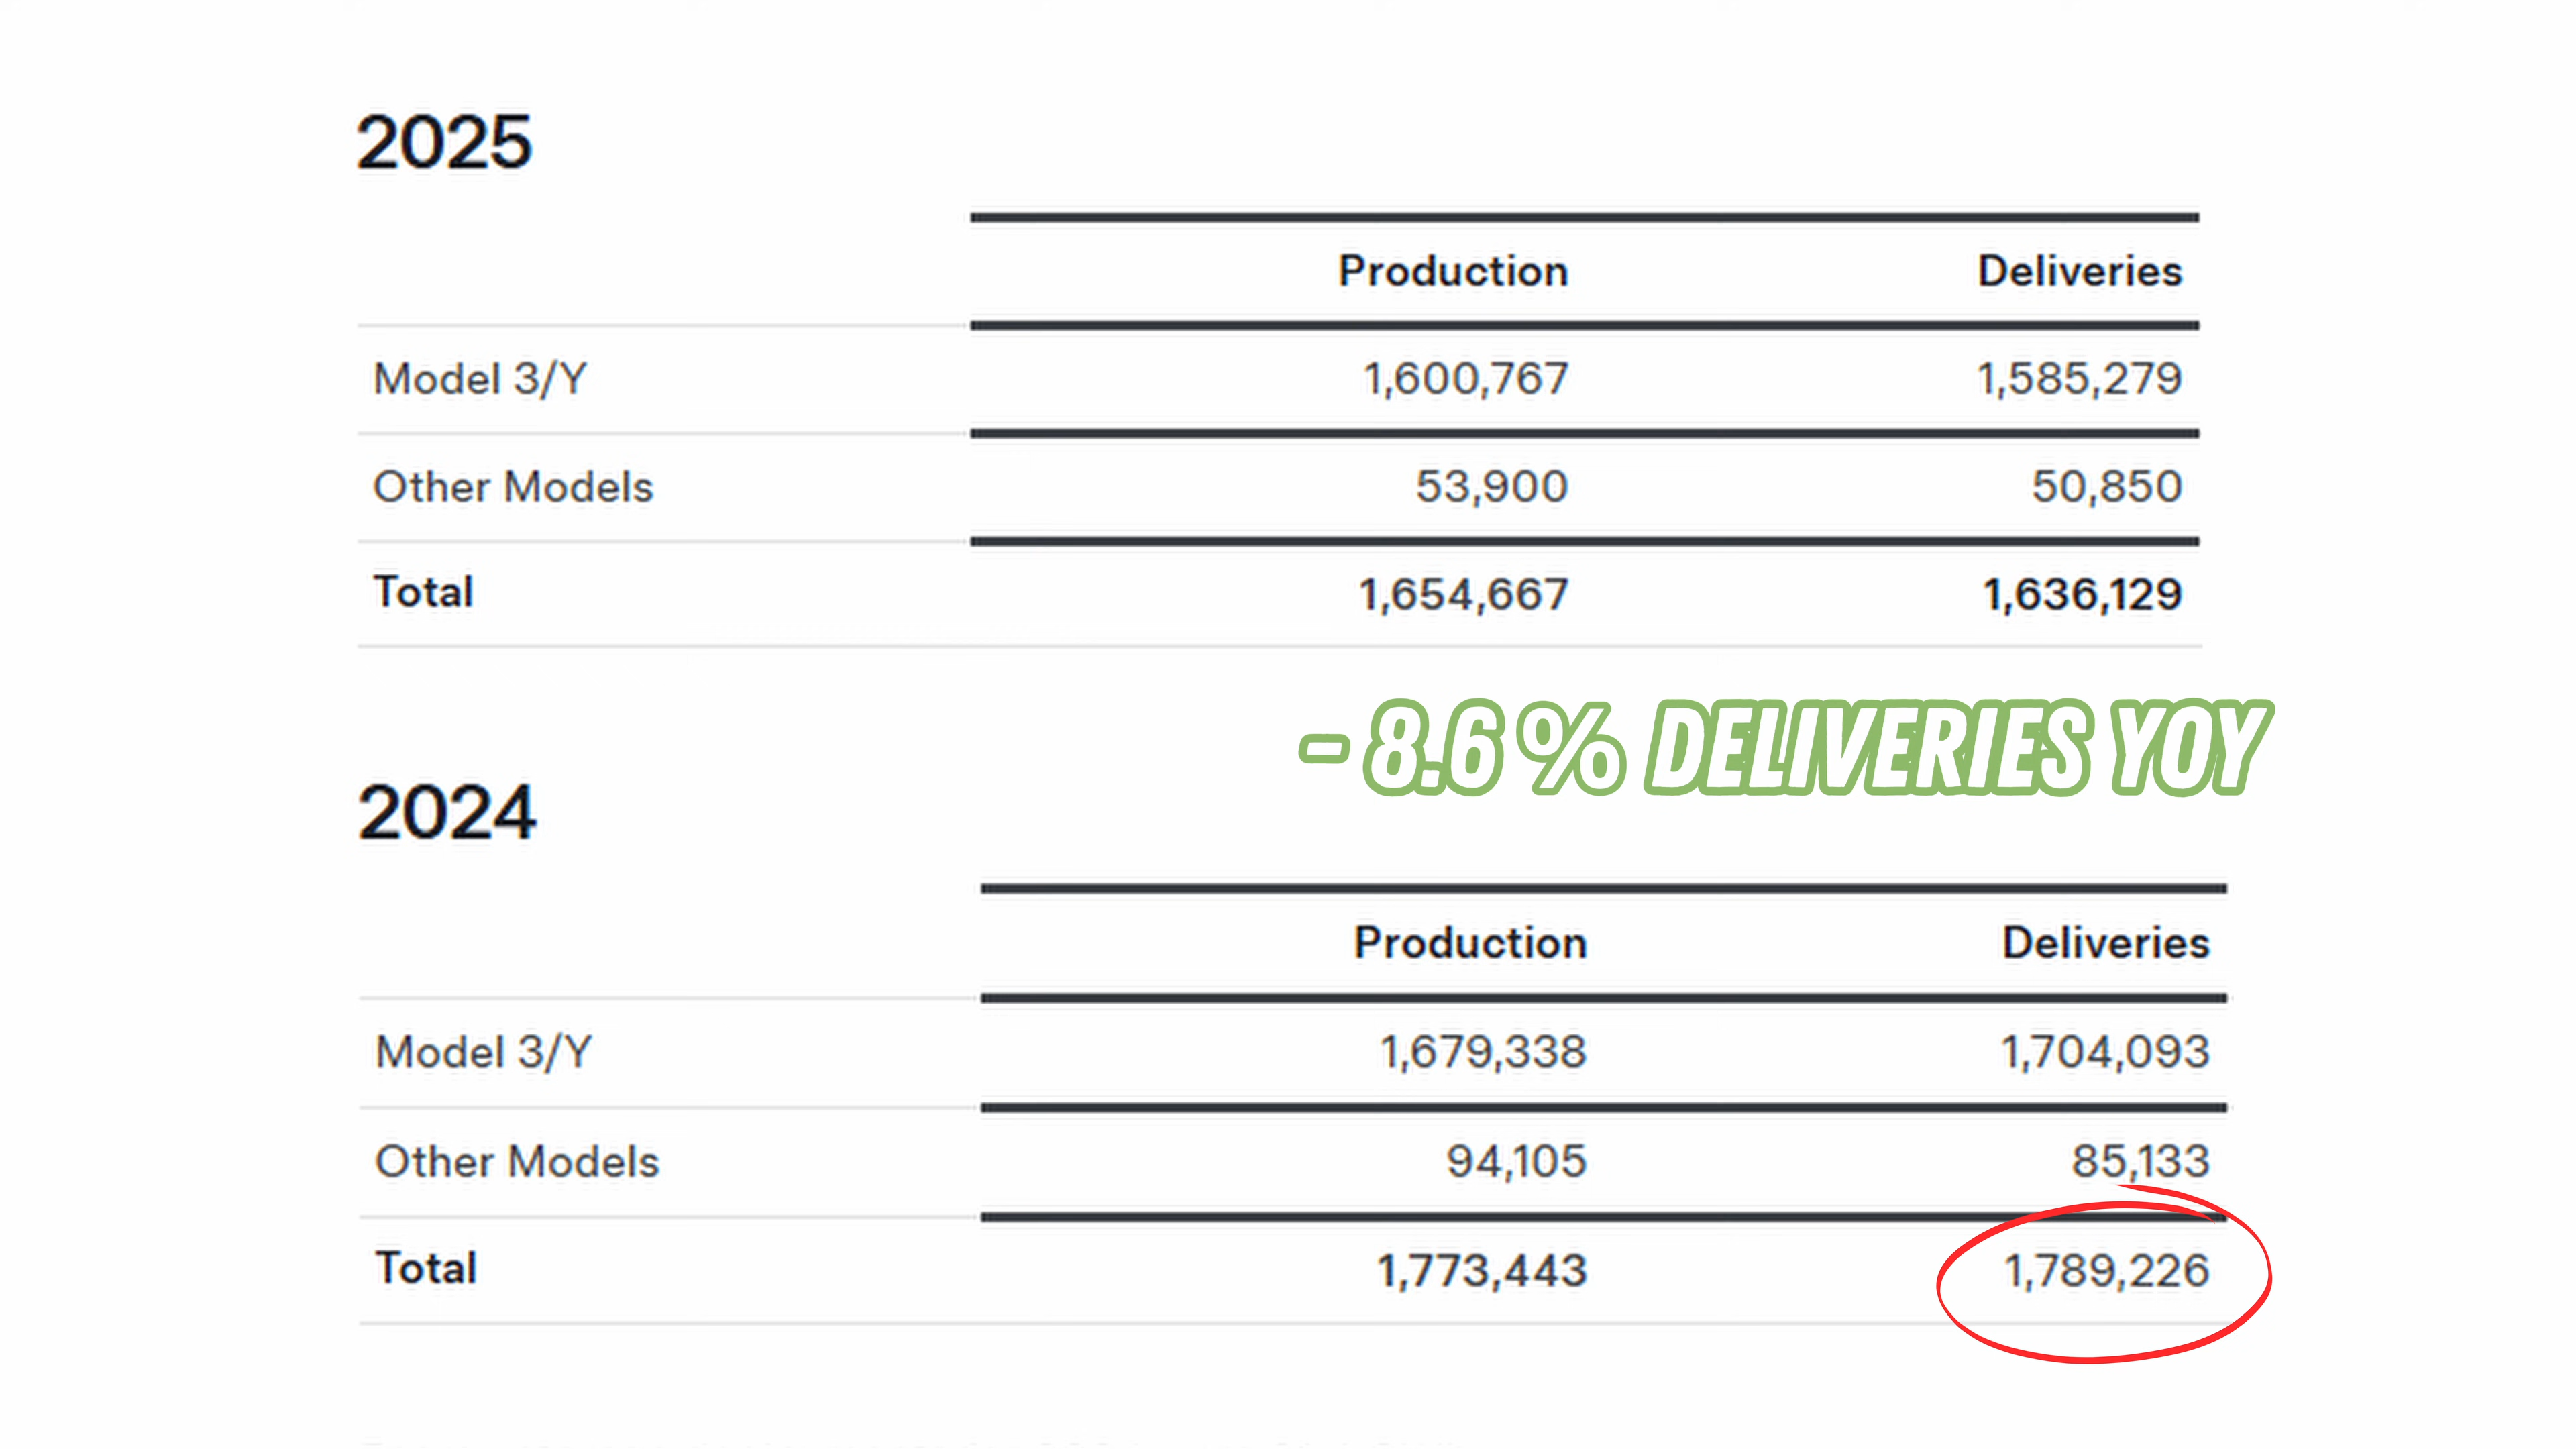 2025
Production Deliveries
Model 3/Y 1,600,767 1,585,279
Other Models 53,900 50,850
Total 1,654,667 1,636,129
- 8.6% DELIVERIES YOY
2024
Production Deliveries
Model 3/Y 1,679,338 1,704,093
Other Models 94,105 85,133
Total 1,773,443 1,789,226